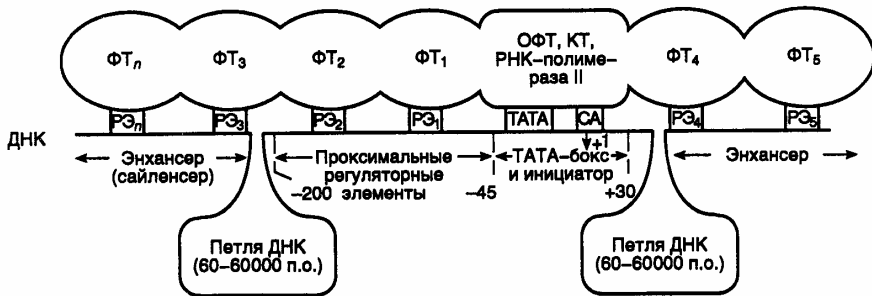 ФТn ФТ3 ФТ2 ФТ1 ОФТ, КТ, РНК–полиме-раза II ФТ4 ФТ5
РЭn РЭ3 РЭ2 РЭ1 ТАТА СА РЭ4 РЭ5
ДНК
+1
Энхансер
(сайленсер)
Проксимальные
регуляторные
элементы
ТАТА–бокс
и инициатор
Энхансер
–200
–45
+30
Петля ДНК
(60–60000 п.о.)
Петля ДНК
(60–60000 п.о.)